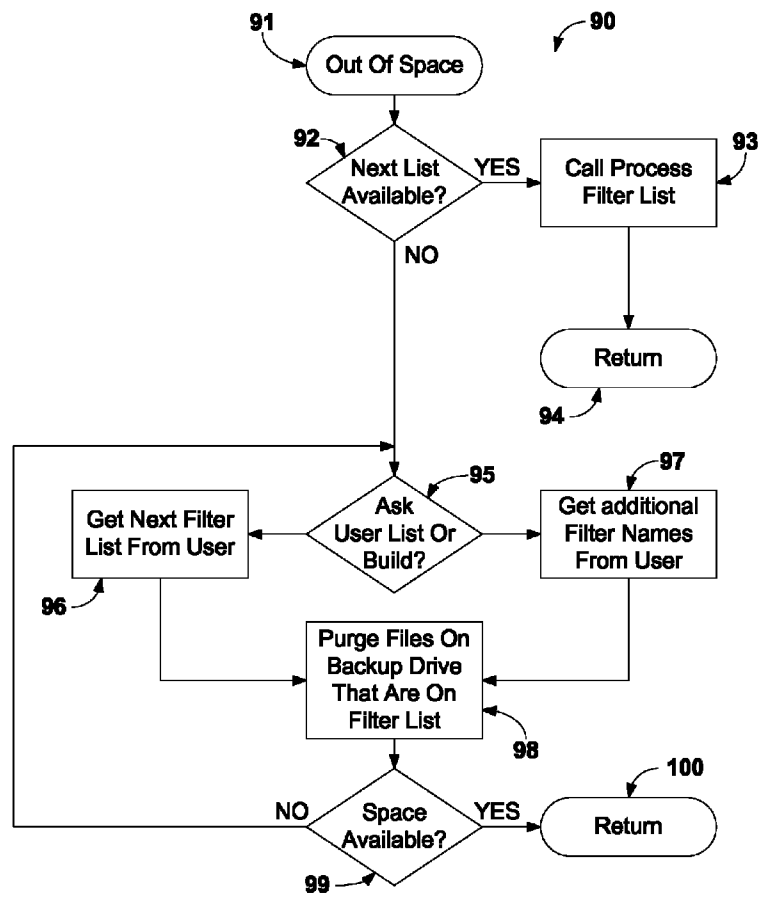 91
90
Out Of Space
92
Next List
Available?
YES
Call Process
Filter List
93
NO
Return
94
95
97
Get Next Filter
List From User
Ask
User List Or
Build?
Get additional
Filter Names
From User
96
Purge Files On
Backup Drive
That Are On
Filter List
98
NO
Space
Available?
YES
100
Return
99